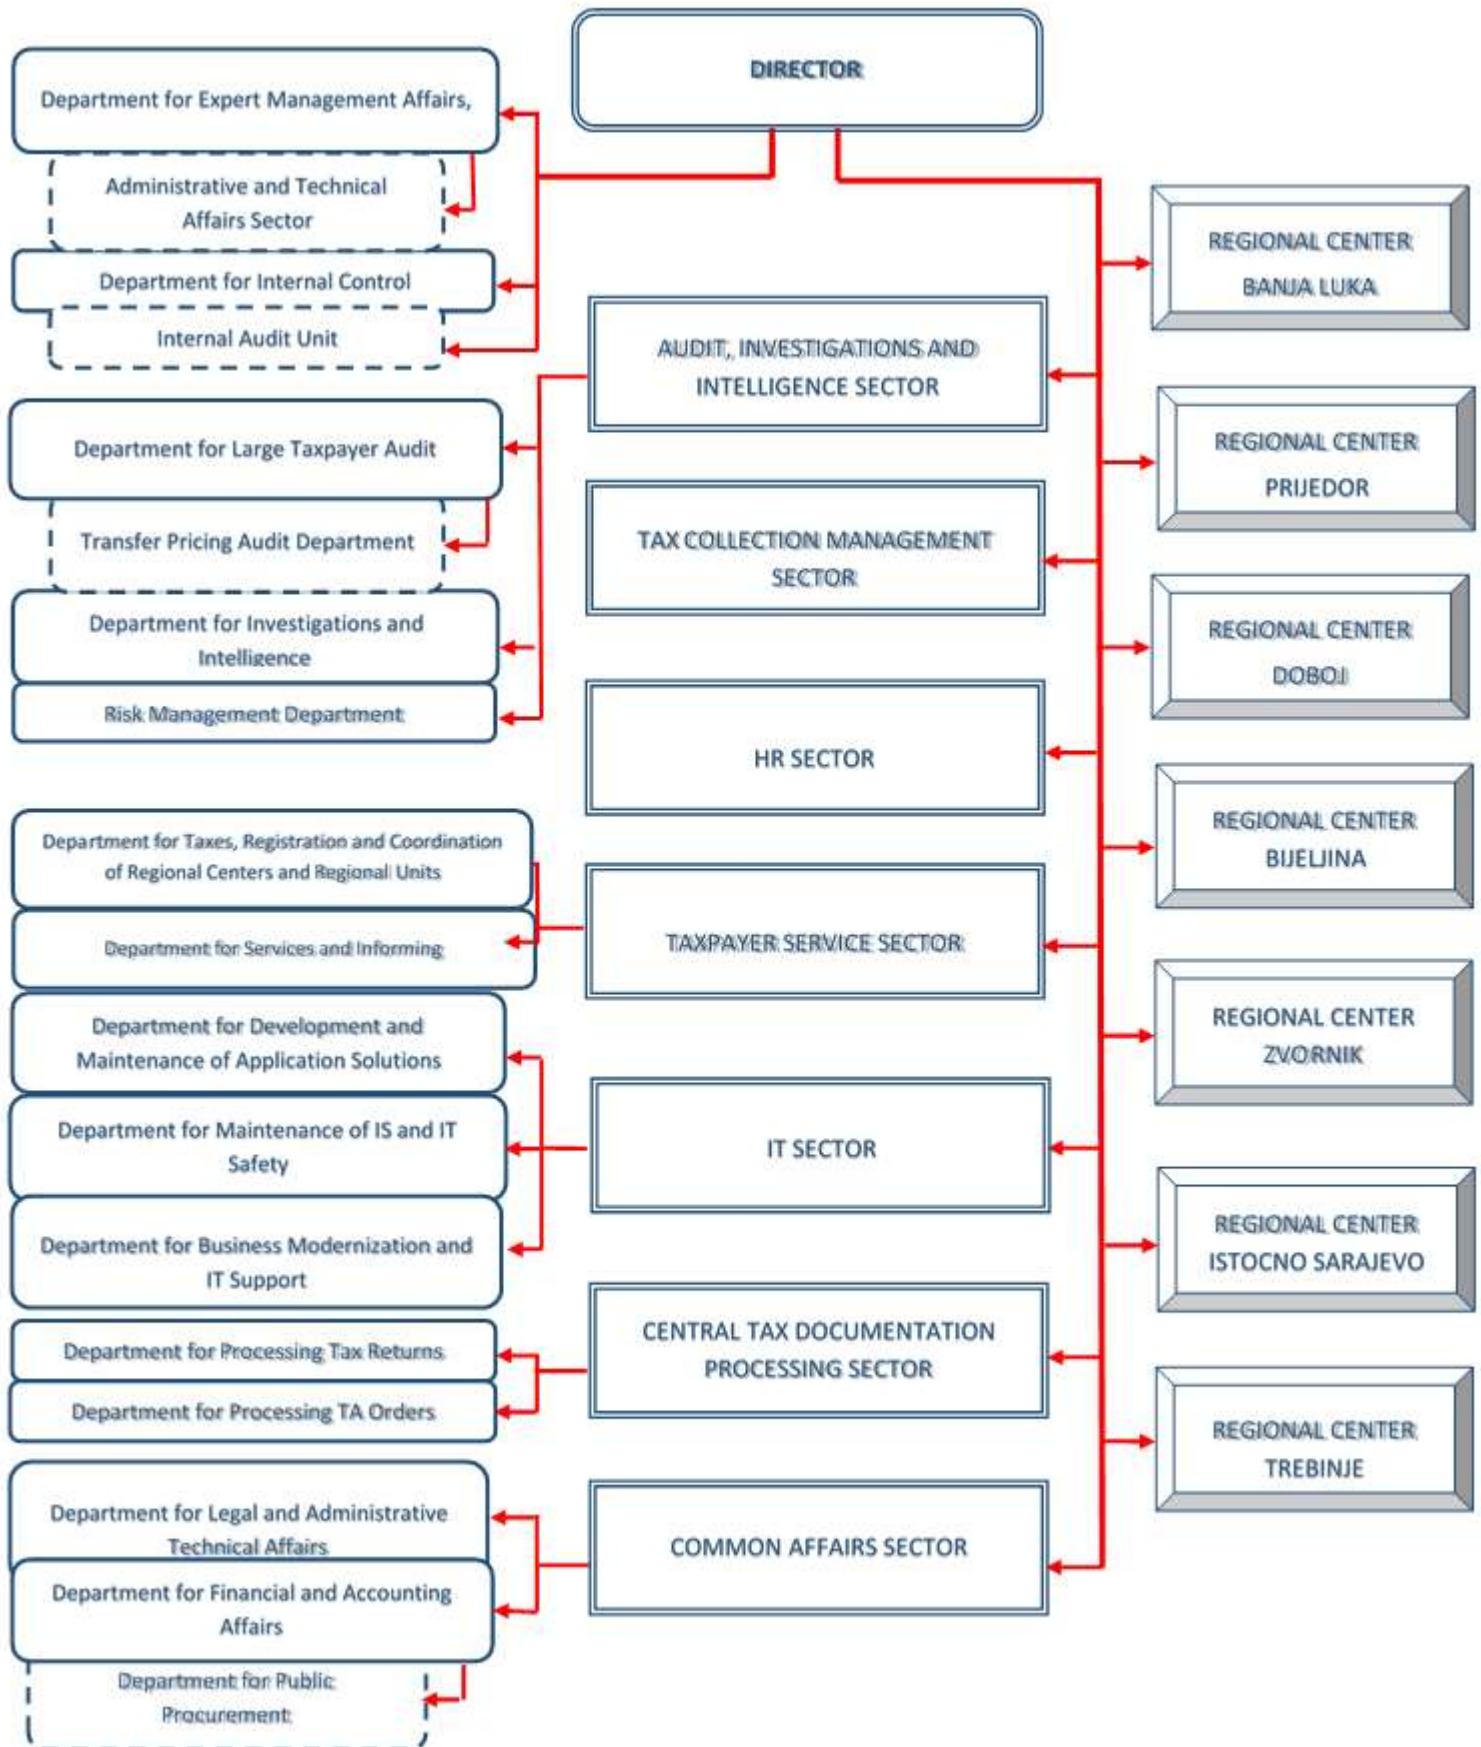 DIRECTOR
Department for Expert Management Affairs,
Administrative and Technical
Affairs Sector
Department for Internal Control
Internal Audit Unit
AUDIT, INVESTIGATIONS AND
INTELLIGENCE SECTOR
Department for Large Taxpayer Audit
Transfer Pricing Audit Department
Department for Investigations and
Intelligence
Risk Management Department
TAX COLLECTION MANAGEMENT
SECTOR
HR SECTOR
TAXPAYER SERVICE SECTOR
Department for Taxes, Registration and Coordination
of Regional Centers and Regional Units
Department for Services and Informing
IT SECTOR
Department for Development and
Maintenance of Application Solutions
Department for Maintenance of IS and IT
Safety
Department for Business Modernization and
IT Support
CENTRAL TAX DOCUMENTATION
PROCESSING SECTOR
Department for Processing Tax Returns
Department for Processing TA Orders
COMMON AFFAIRS SECTOR
Department for Legal and Administrative
Technical Affairs
Department for Financial and Accounting
Affairs
Department for Public
Procurement
REGIONAL CENTER
BANJA LUKA
REGIONAL CENTER
PRIJEDOR
REGIONAL CENTER
DOBOJ
REGIONAL CENTER
BIJELJINA
REGIONAL CENTER
ZVORNIK
REGIONAL CENTER
ISTOCNO SARAJEVO
REGIONAL CENTER
TREBINJE